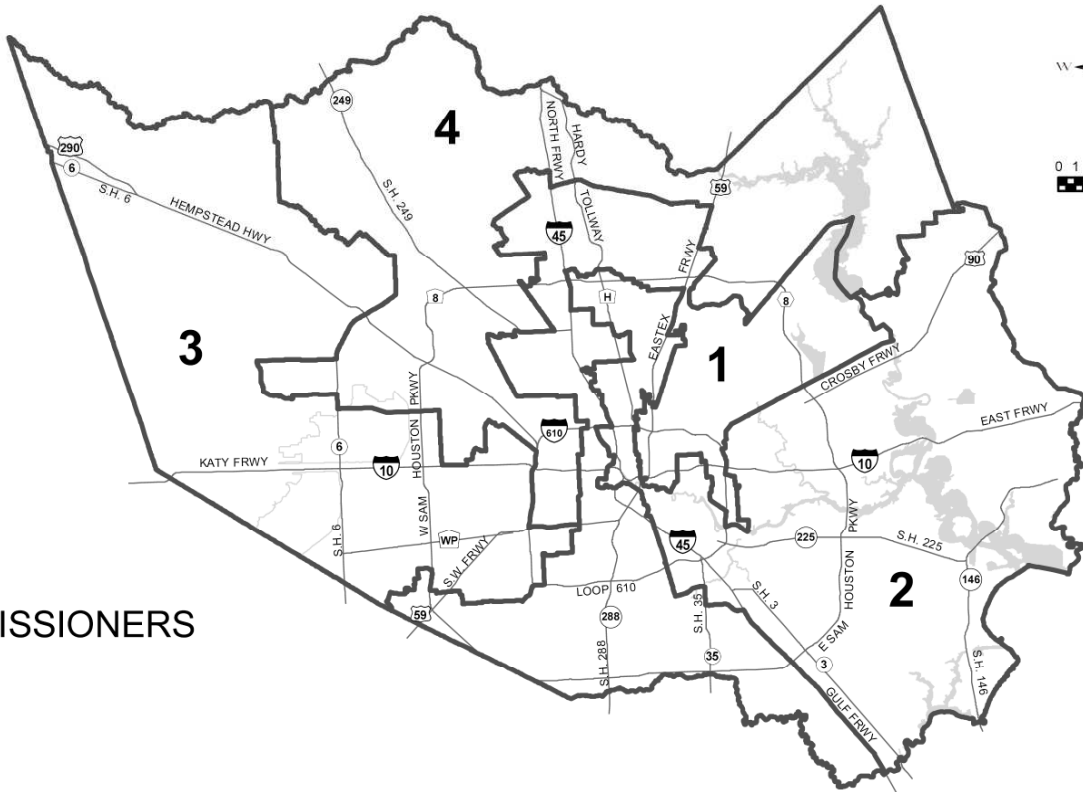 W
0 1
249
4
NORTH FRWY
HARDY
TOLLWAY
290
6
S.H. 6
HEMPSTEAD HWY
S.H. 249
59
45
90
8
H
EASTEX
FRWY
8
3
1
CROSBY FRWY
EAST FRWY
610
6
HOUSTON PKWY
KATY FRWY
10
10
W SAM
S.H. 6
WP
S.W. FRWY
45
225
S.H. 225
HOUSTON PKWY
2
146
LOOP 610
S.H. 3
59
288
S.H. 35
E SAM
ISSIONERS
S.H. 288
35
3
S.H. 146
GULF FRWY